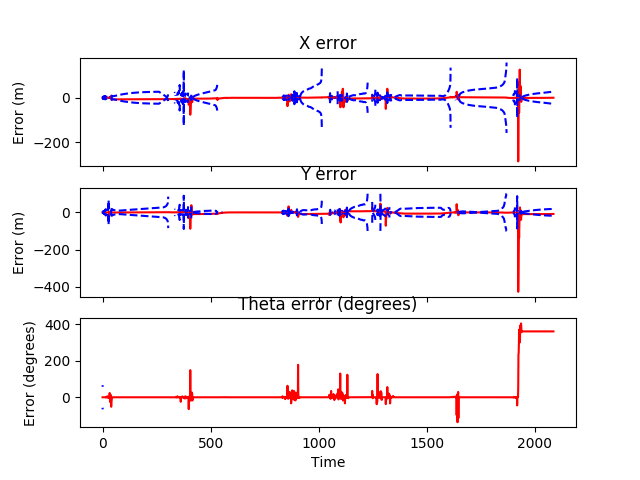 X error
Error (m)
0
−200
Y error
Error (m)
0
−200
−400
Theta error (degrees)
Error (degrees)
400
200
0
0 500 1000 1500 2000
Time